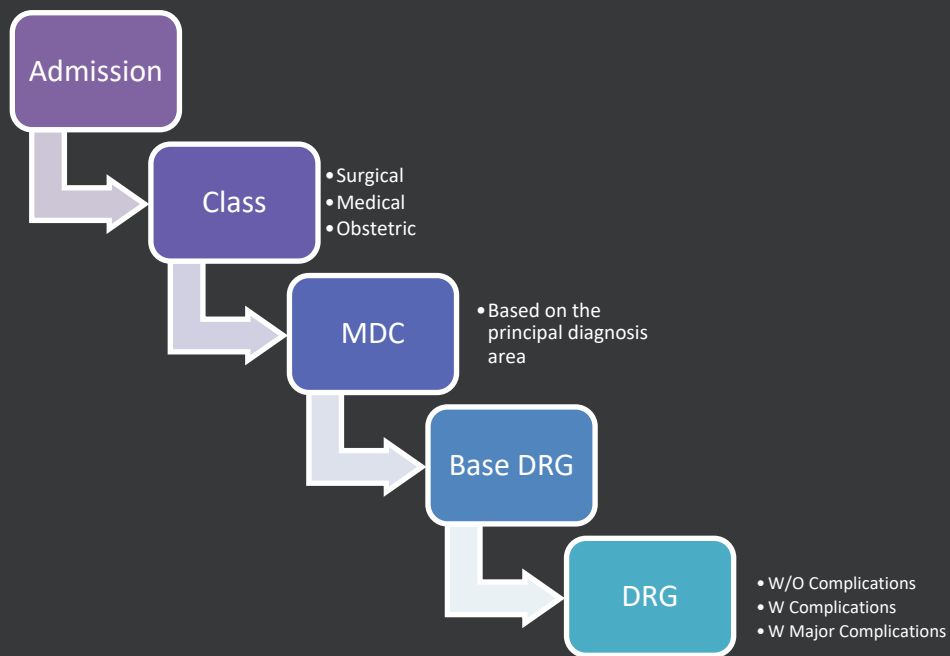 Admission
Class
• Surgical
• Medical
• Obstetric
MDC
• Based on the
principal diagnosis
area
Base DRG
DRG
• W/O Complications
• W Complications
• W Major Complications